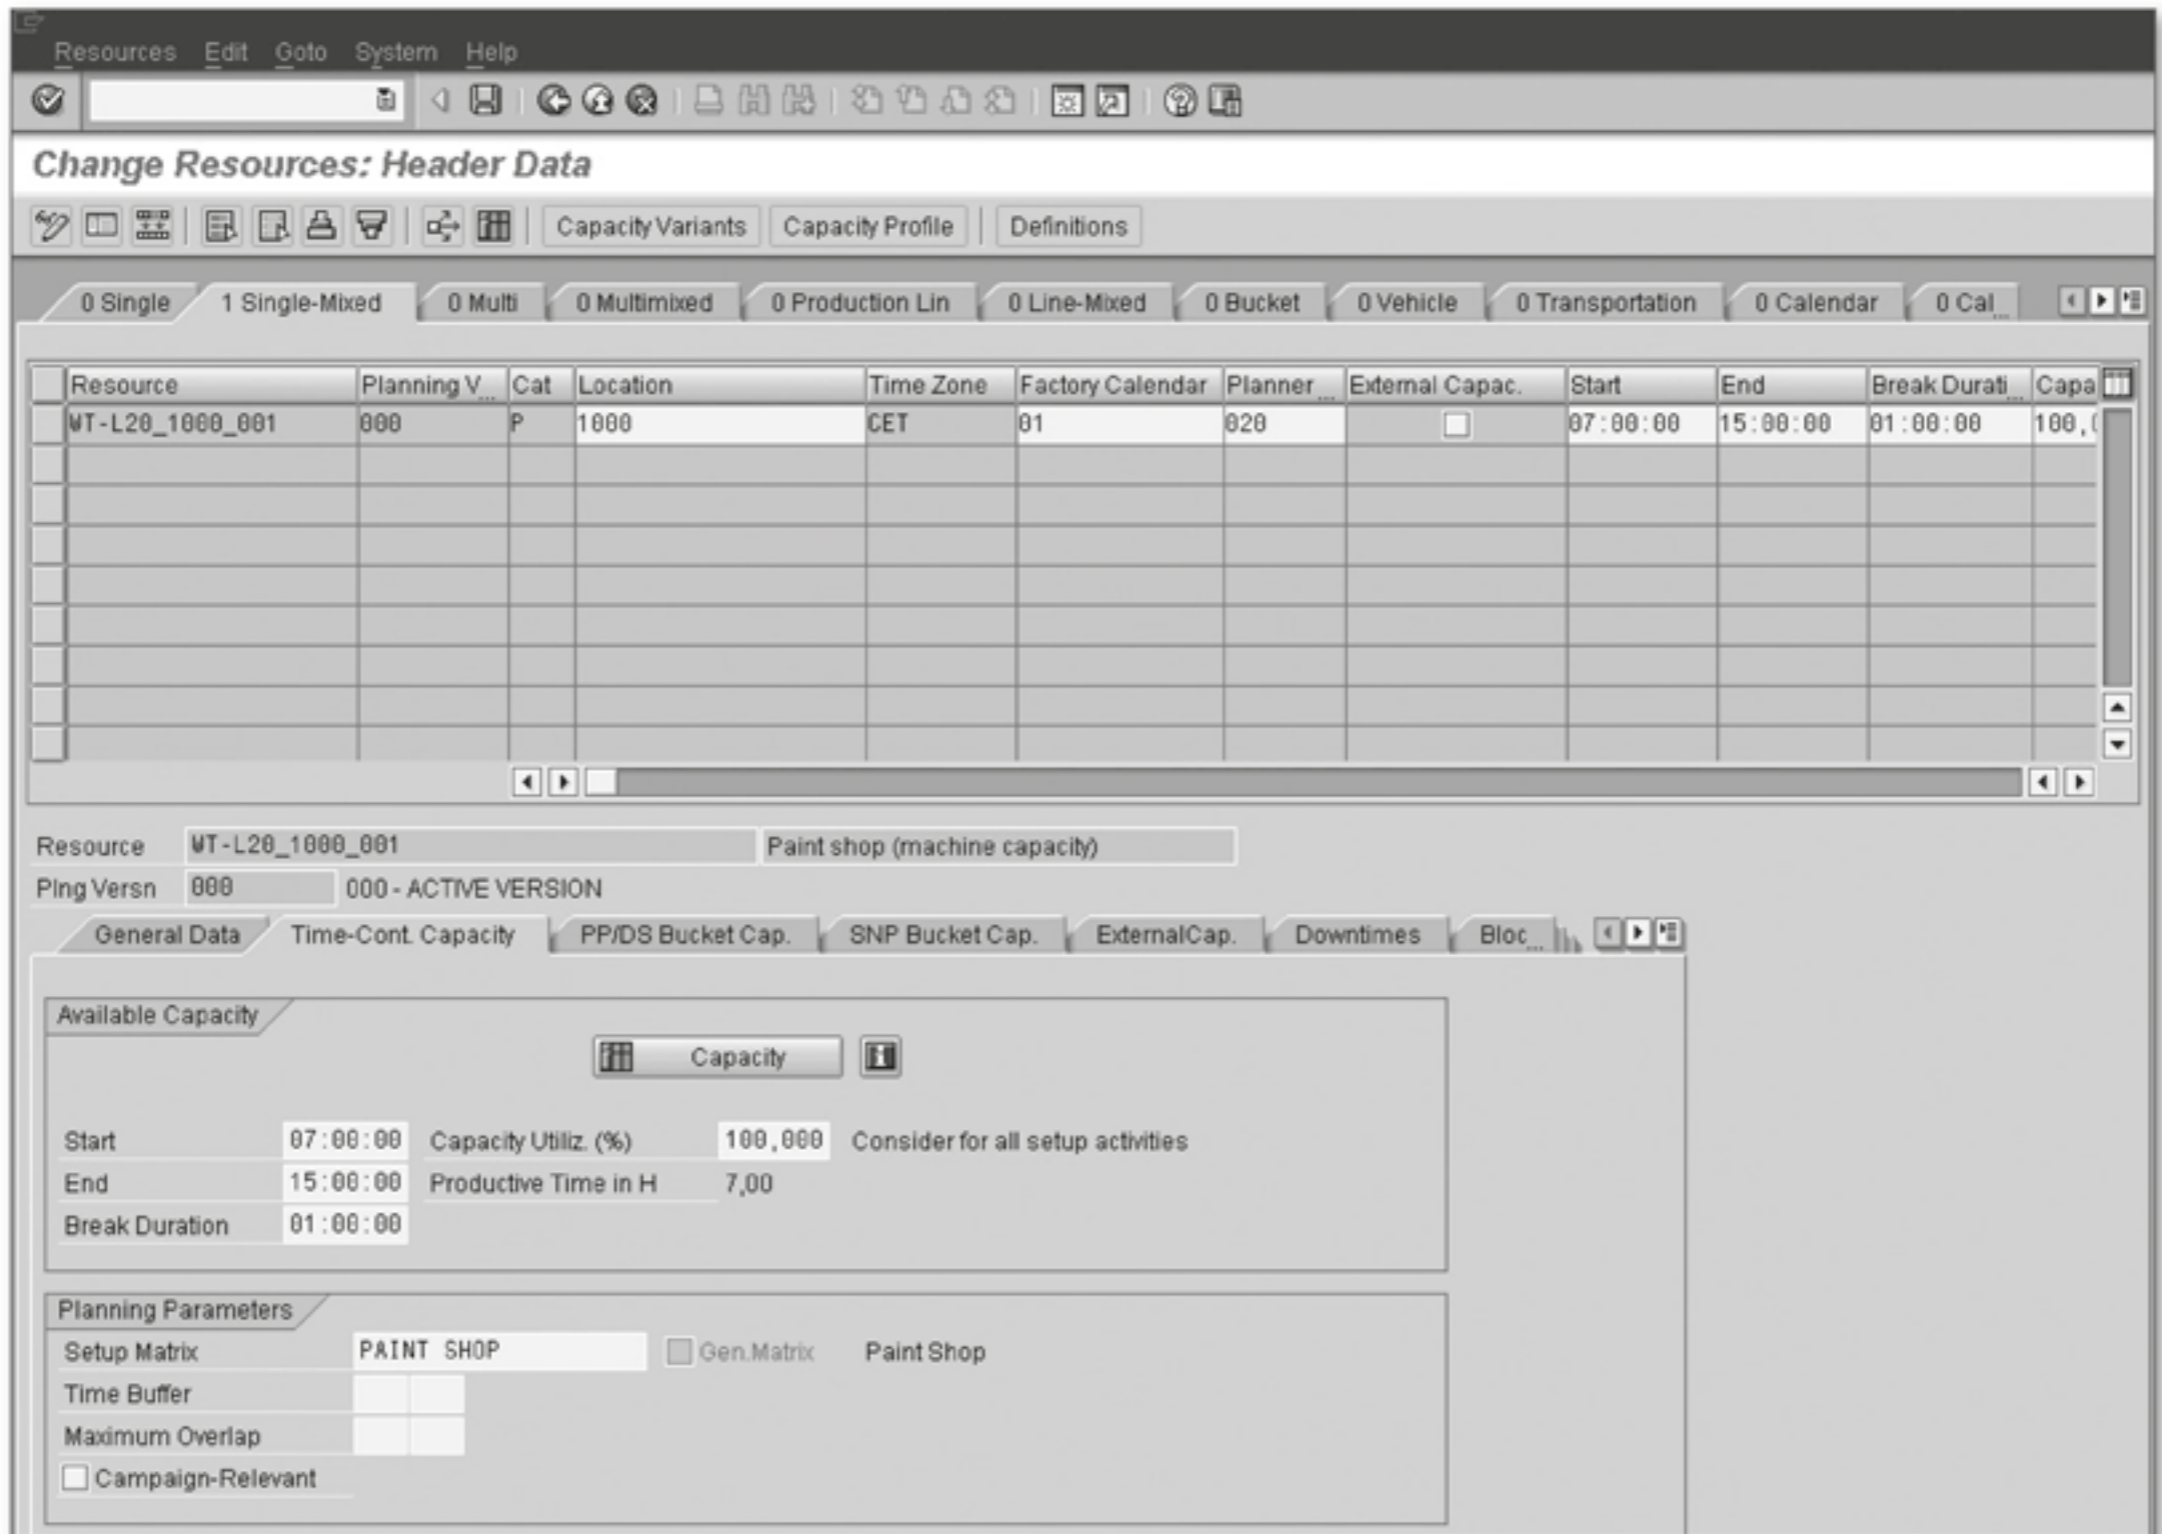 Resources Edit Goto System Help
Change Resources: Header Data
Capacity Variants Capacity Profile Definitions
0 Single 1 Single-Mixed 0 Multi 0 Multimixed 0 Production Lin 0 Line-Mixed 0 Bucket 0 Vehicle 0 Transportation 0 Calendar 0 Cal...
Resource Planning V... Cat Location Time Zone Factory Calendar Planner... External Capac. Start End Break Durati... Capa
WT-L20_1000_001 000 P 1000 CET 01 020 07:00:00 15:00:00 01:00:00 100,0
Resource WT-L20_1000_001 Paint shop (machine capacity)
Plng Versn 000 000 - ACTIVE VERSION
General Data Time-Cont. Capacity PP/DS Bucket Cap. SNP Bucket Cap. ExternalCap. Downtimes Bloc...
Available Capacity
Capacity
Start 07:00:00 Capacity Utiliz. (%) 100,000 Consider for all setup activities
End 15:00:00 Productive Time in H 7,00
Break Duration 01:00:00
Planning Parameters
Setup Matrix PAINT SHOP Gen.Matrix Paint Shop
Time Buffer
Maximum Overlap
Campaign-Relevant